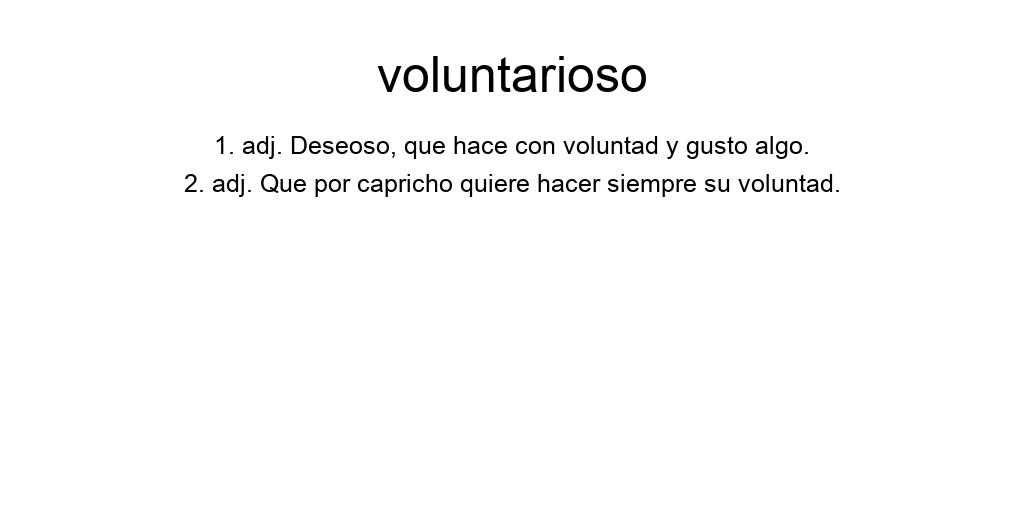 voluntarioso
1. adj. Deseoso, que hace con voluntad y gusto algo.
2. adj. Que por capricho quiere hacer siempre su voluntad.